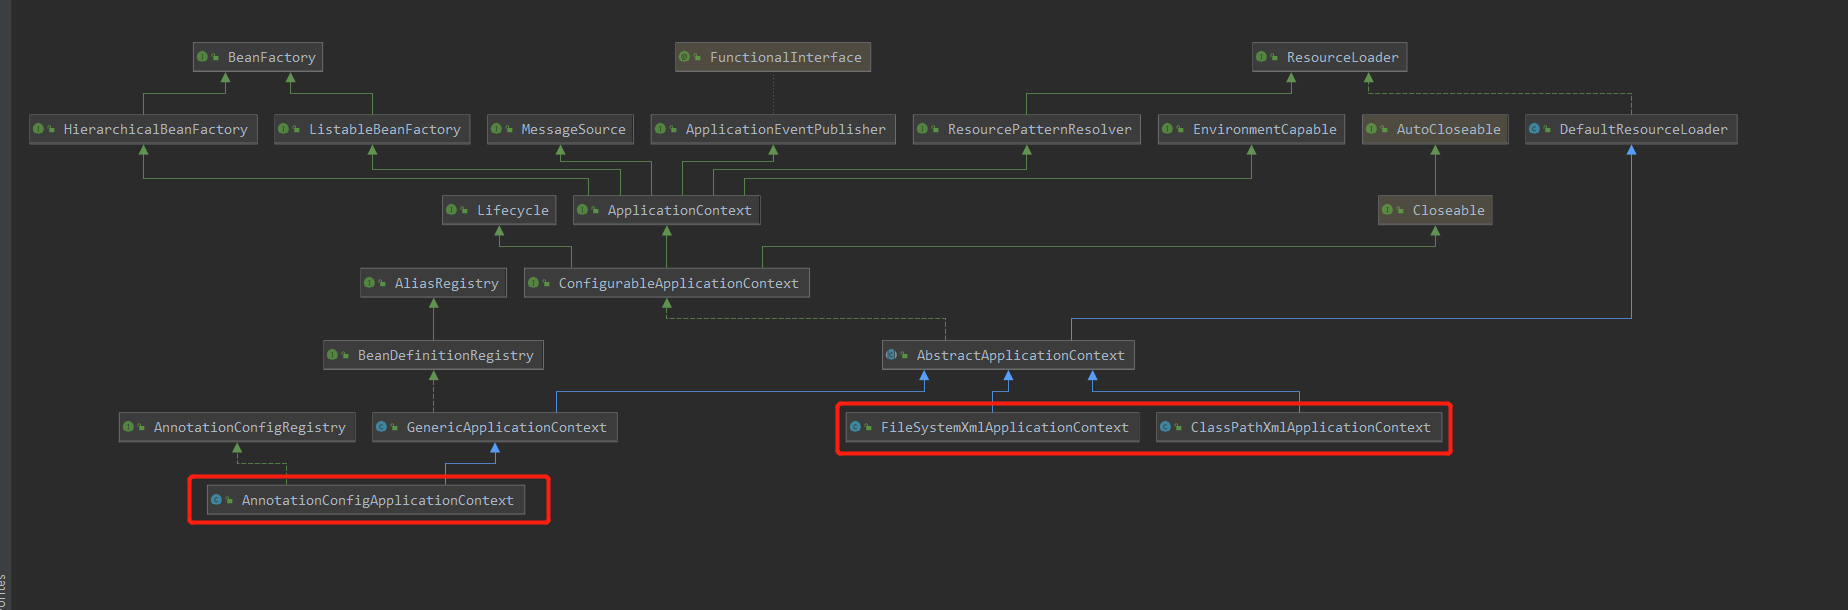 BeanFactory
FunctionalInterface
ResourceLoader
HierarchicalBeanFactory
ListableBeanFactory
MessageSource
ApplicationEventPublisher
ResourcePatternResolver
EnvironmentCapable
AutoCloseable
DefaultResourceLoader
Lifecycle
ApplicationContext
Closeable
AliasRegistry
ConfigurableApplicationContext
BeanDefinitionRegistry
AbstractApplicationContext
AnnotationConfigRegistry
GenericApplicationContext
FileSystemXmlApplicationContext
ClassPathXmlApplicationContext
AnnotationConfigApplicationContext